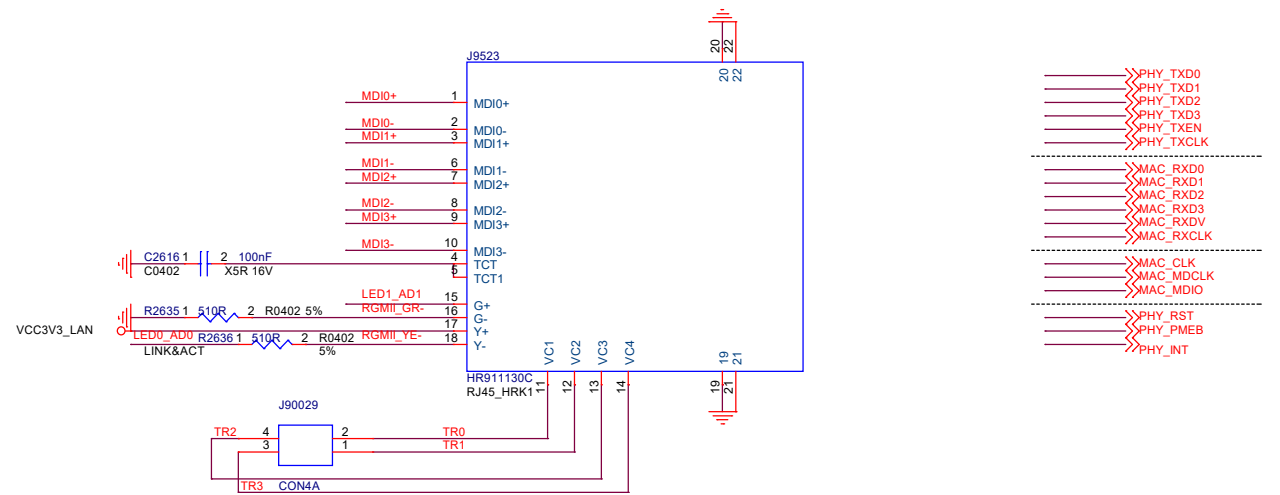 20
22
20
22
J9523
MDI0+ 1 MDI0+
MDI0- 2 MDI0-
MDI1+ 3 MDI1+
MDI1- 6 MDI1-
MDI2+ 7 MDI2+
MDI2- 8 MDI2-
MDI3+ 9 MDI3+
MDI3- 10 MDI3-
C2616 1 2 100nF 4 TCT
C0402 X5R 16V 5 TCT1
LED1_AD1 15 G+
R2635 1 510R 2 R0402 5% RGMII_GR- 16 G-
VCC3V3_LAN 17 Y+
LED0_AD0 R2636 1 510R 2 R0402 RGMII_YE- 18 Y-
LINK&ACT 5%
VC1
VC2
VC3
VC4
19
21
HR911130C
RJ45_HRK1
11
12
13
14
19
21
J90029
TR2 4 2 TR0
3 1 TR1
TR3 CON4A
PHY_TXD0
PHY_TXD1
PHY_TXD2
PHY_TXD3
PHY_TXEN
PHY_TXCLK
MAC_RXD0
MAC_RXD1
MAC_RXD2
MAC_RXD3
MAC_RXDV
MAC_RXCLK
MAC_CLK
MAC_MDCLK
MAC_MDIO
PHY_RST
PHY_PMEB
PHY_INT